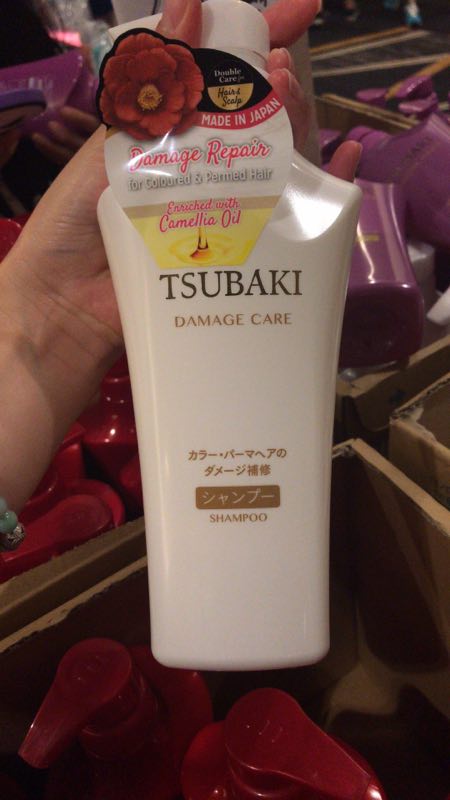 Double
Care for
Hair &
Scalp
MADE IN JAPAN
Damage Repair
for Coloured & Permed Hair
Enriched with
Camellia Oil
TSUBAKI
DAMAGE CARE
カラー・パーマヘアの
ダメージ補修
シャンプー
SHAMPOO